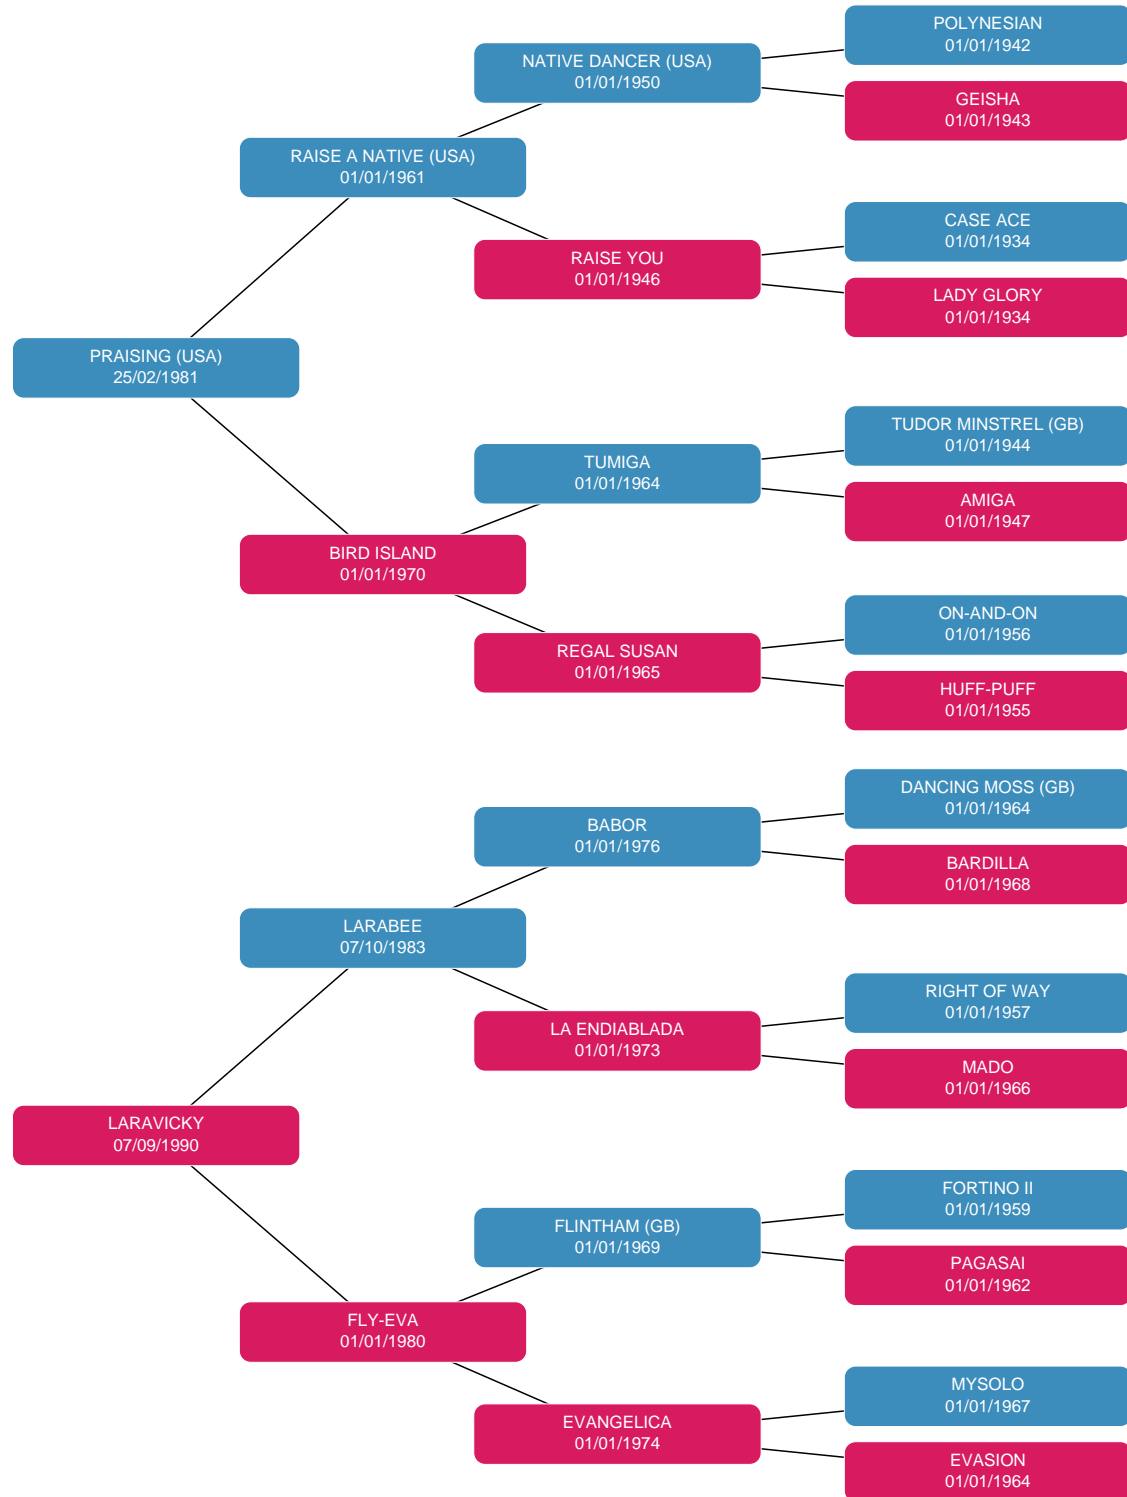 POLYNESIAN
01/01/1942
NATIVE DANCER (USA)
01/01/1950
GEISHA
01/01/1943
RAISE A NATIVE (USA)
01/01/1961
CASE ACE
01/01/1934
RAISE YOU
01/01/1946
LADY GLORY
01/01/1934
PRAISING (USA)
25/02/1981
TUDOR MINSTREL (GB)
01/01/1944
TUMIGA
01/01/1964
AMIGA
01/01/1947
BIRD ISLAND
01/01/1970
ON-AND-ON
01/01/1956
REGAL SUSAN
01/01/1965
HUFF-PUFF
01/01/1955
DANCING MOSS (GB)
01/01/1964
BABOR
01/01/1976
BARDILLA
01/01/1968
LARABEE
07/10/1983
RIGHT OF WAY
01/01/1957
LA ENDIABLADA
01/01/1973
MADO
01/01/1966
LARAVICKY
07/09/1990
FORTINO II
01/01/1959
FLINTHAM (GB)
01/01/1969
PAGASAI
01/01/1962
FLY-EVA
01/01/1980
MYSOLO
01/01/1967
EVANGELICA
01/01/1974
EVASION
01/01/1964